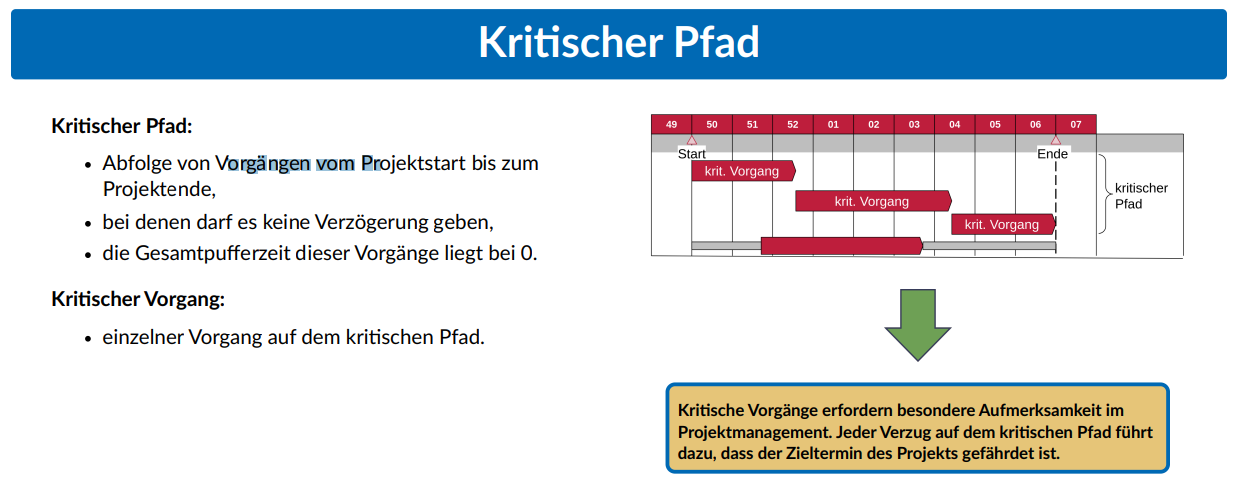 Kritischer Pfad
Kritischer Pfad:
• Abfolge von Vorgängen vom Projektstart bis zum
Projektende,
• bei denen darf es keine Verzögerung geben,
• die Gesamtpufferzeit dieser Vorgänge liegt bei 0.
Kritischer Vorgang:
• einzelner Vorgang auf dem kritischen Pfad.
49 50 51 52 01 02 03 04 05 06 07
Start Ende
krit. Vorgang
krit. Vorgang
krit. Vorgang
kritischer
Pfad
Kritische Vorgänge erfordern besondere Aufmerksamkeit im
Projektmanagement. Jeder Verzug auf dem kritischen Pfad führt
dazu, dass der Zieltermin des Projekts gefährdet ist.